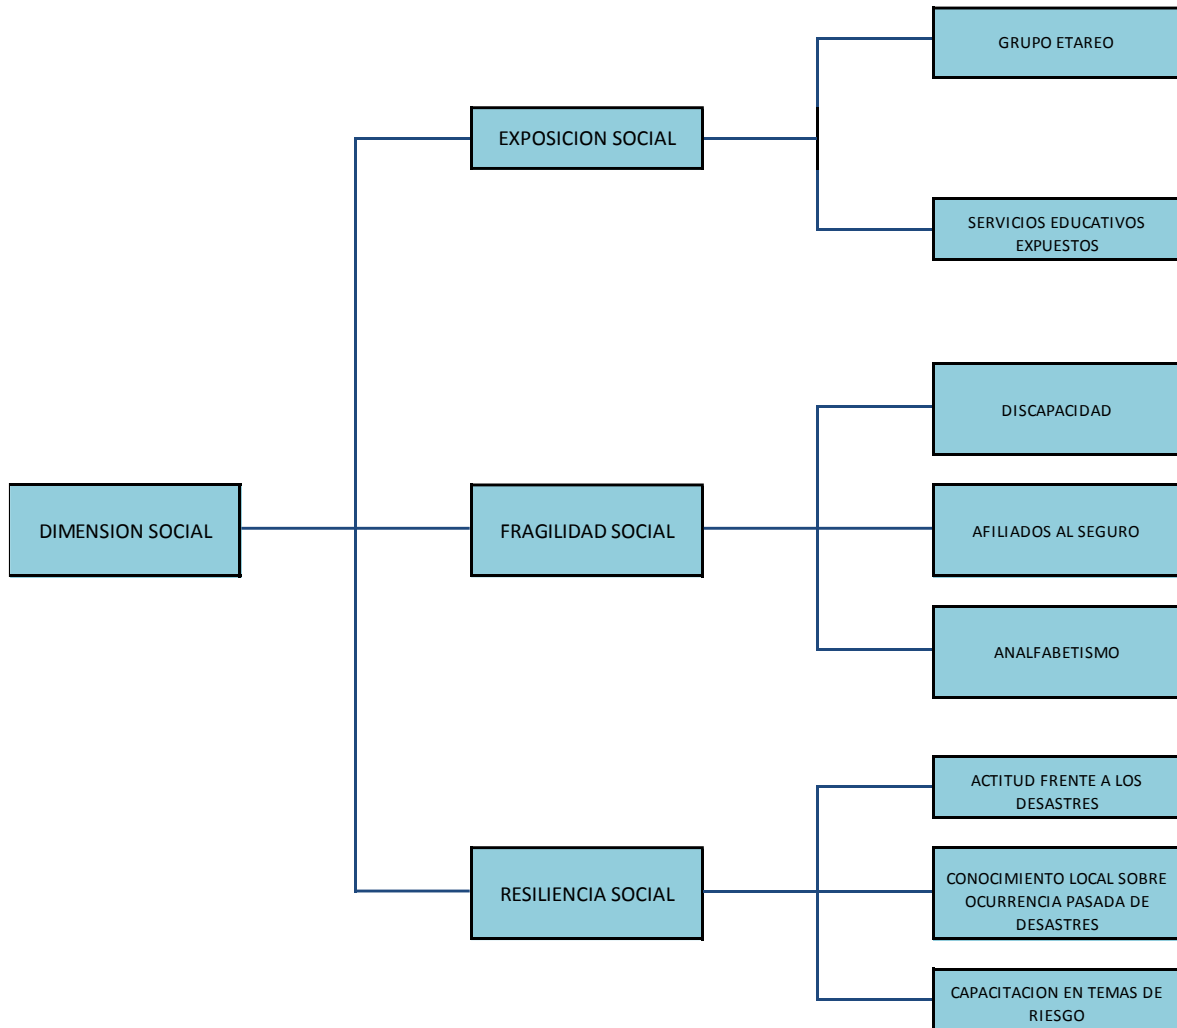 GRUPO ETAREO
EXPOSICION SOCIAL
SERVICIOS EDUCATIVOS
EXPUESTOS
DISCAPACIDAD
DIMENSION SOCIAL
FRAGILIDAD SOCIAL
AFILIADOS AL SEGURO
ANALFABETISMO
ACTITUD FRENTE A LOS
DESASTRES
RESILIENCIA SOCIAL
CONOCIMIENTO LOCAL SOBRE
OCURRENCIA PASADA DE
DESASTRES
CAPACITACION EN TEMAS DE
RIESGO